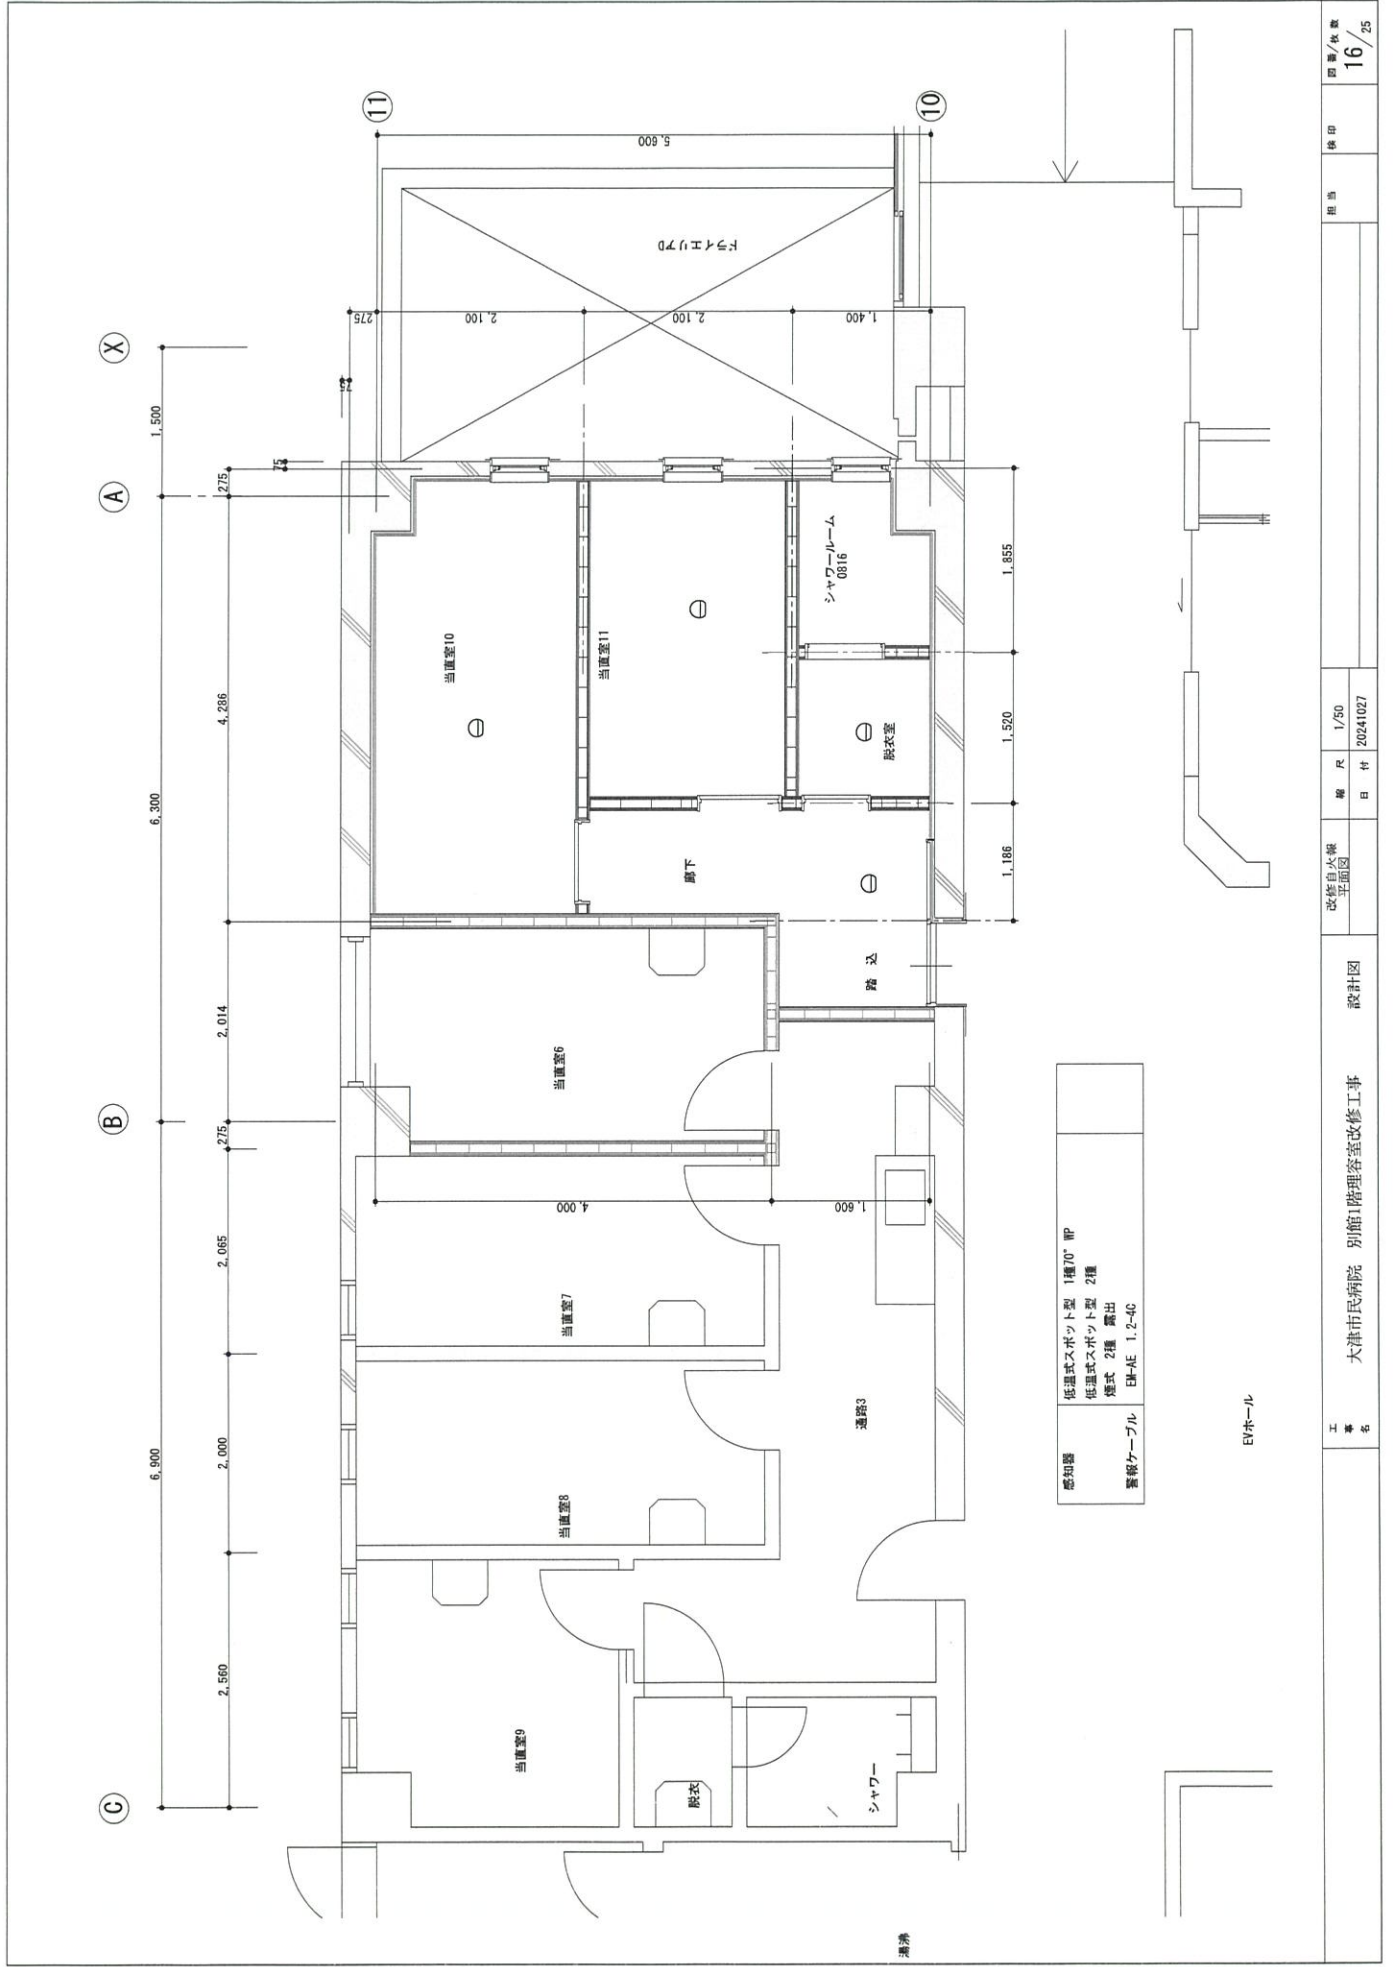 Ⓒ
Ⓑ
Ⓐ
Ⓧ
6,900
6,300
1,500
2,560
2,000
2,065
275
2,014
4,286
275
75
75
275
2,100
2,100
1,400
5,600
⑪
⑩
4,000
1,600
1,186
1,520
1,855
当直室9
当直室8
当直室7
当直室6
当直室10
当直室11
シャワールーム
0816
脱衣室
廊下
踏 込
通路3
脱衣
シャワー
湯沸
EVホール
ドライエリアD
感知器 低温式スポット型 1種70° WP
低温式スポット型 2種
煙式 2種 露出
警報ケーブル EM-AE 1.2-4C
工事名
大津市民病院 別館1階理容室改修工事 設計図
改修自火報
平面図
縮 尺 1/50
日 付 20241027
担 当
検 印
図番/枚数
16/25